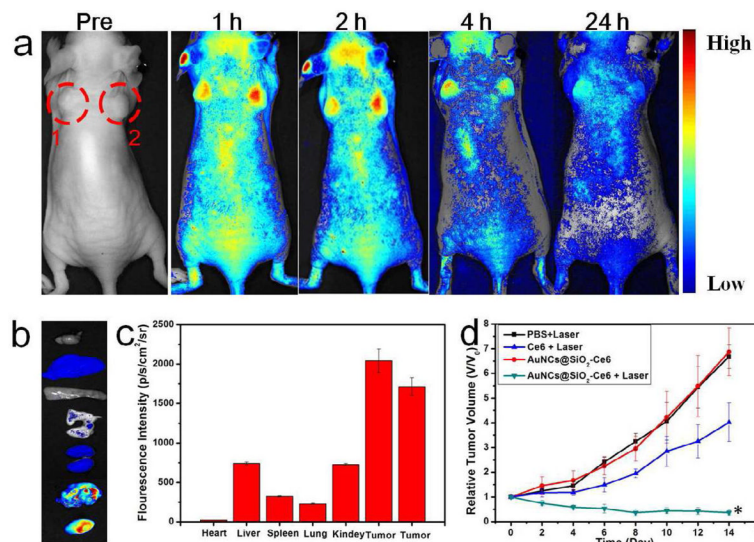 a
Pre
1 h
2 h
4 h
24 h
1
2
High
Low
b
c
Flourescence Intensity (p/s/cm²/sr)
2500
2000
1500
1000
500
0
Heart Liver Spleen Lung Kindey Tumor Tumor
d
Relative Tumor Volume (V/V₀)
8
7
6
5
4
3
2
1
0
PBS+Laser
Ce6 + Laser
AuNCs@SiO₂-Ce6
AuNCs@SiO₂-Ce6 + Laser
*
0 2 4 6 8 10 12 14
Time (Day)